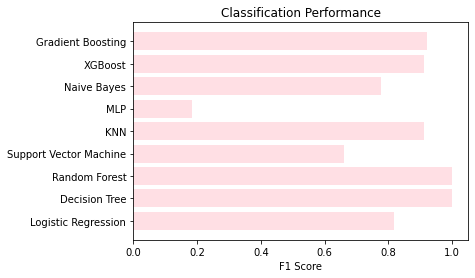 Classification Performance
Gradient Boosting
XGBoost
Naive Bayes
MLP
KNN
Support Vector Machine
Random Forest
Decision Tree
Logistic Regression
0.0 0.2 0.4 0.6 0.8 1.0
F1 Score